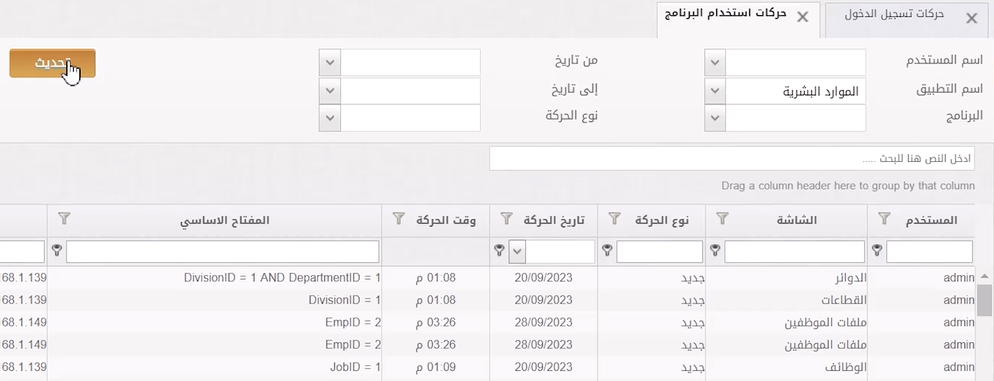 حركات استخدام البرنامج حركات تسجيل الدخول
اسم المستخدم من تاريخ تحديث
اسم التطبيق الموارد البشرية إلى تاريخ
البرنامج نوع الحركة
ادخل النص هنا للبحث .....
Drag a column header here to group by that column
المستخدم الشاشة نوع الحركة تاريخ الحركة وقت الحركة المفتاح الاساسي
admin الدوائر جديد 20/09/2023 01:08 م DivisionID = 1 AND DepartmentID = 1 68.1.139
admin القطاعات جديد 20/09/2023 01:08 م DivisionID = 1 68.1.139
admin ملفات الموظفين جديد 28/09/2023 03:26 م EmpID = 2 68.1.149
admin ملفات الموظفين جديد 28/09/2023 03:26 م EmpID = 2 68.1.149
admin الوظائف جديد 20/09/2023 01:09 م JobID = 1 68.1.139